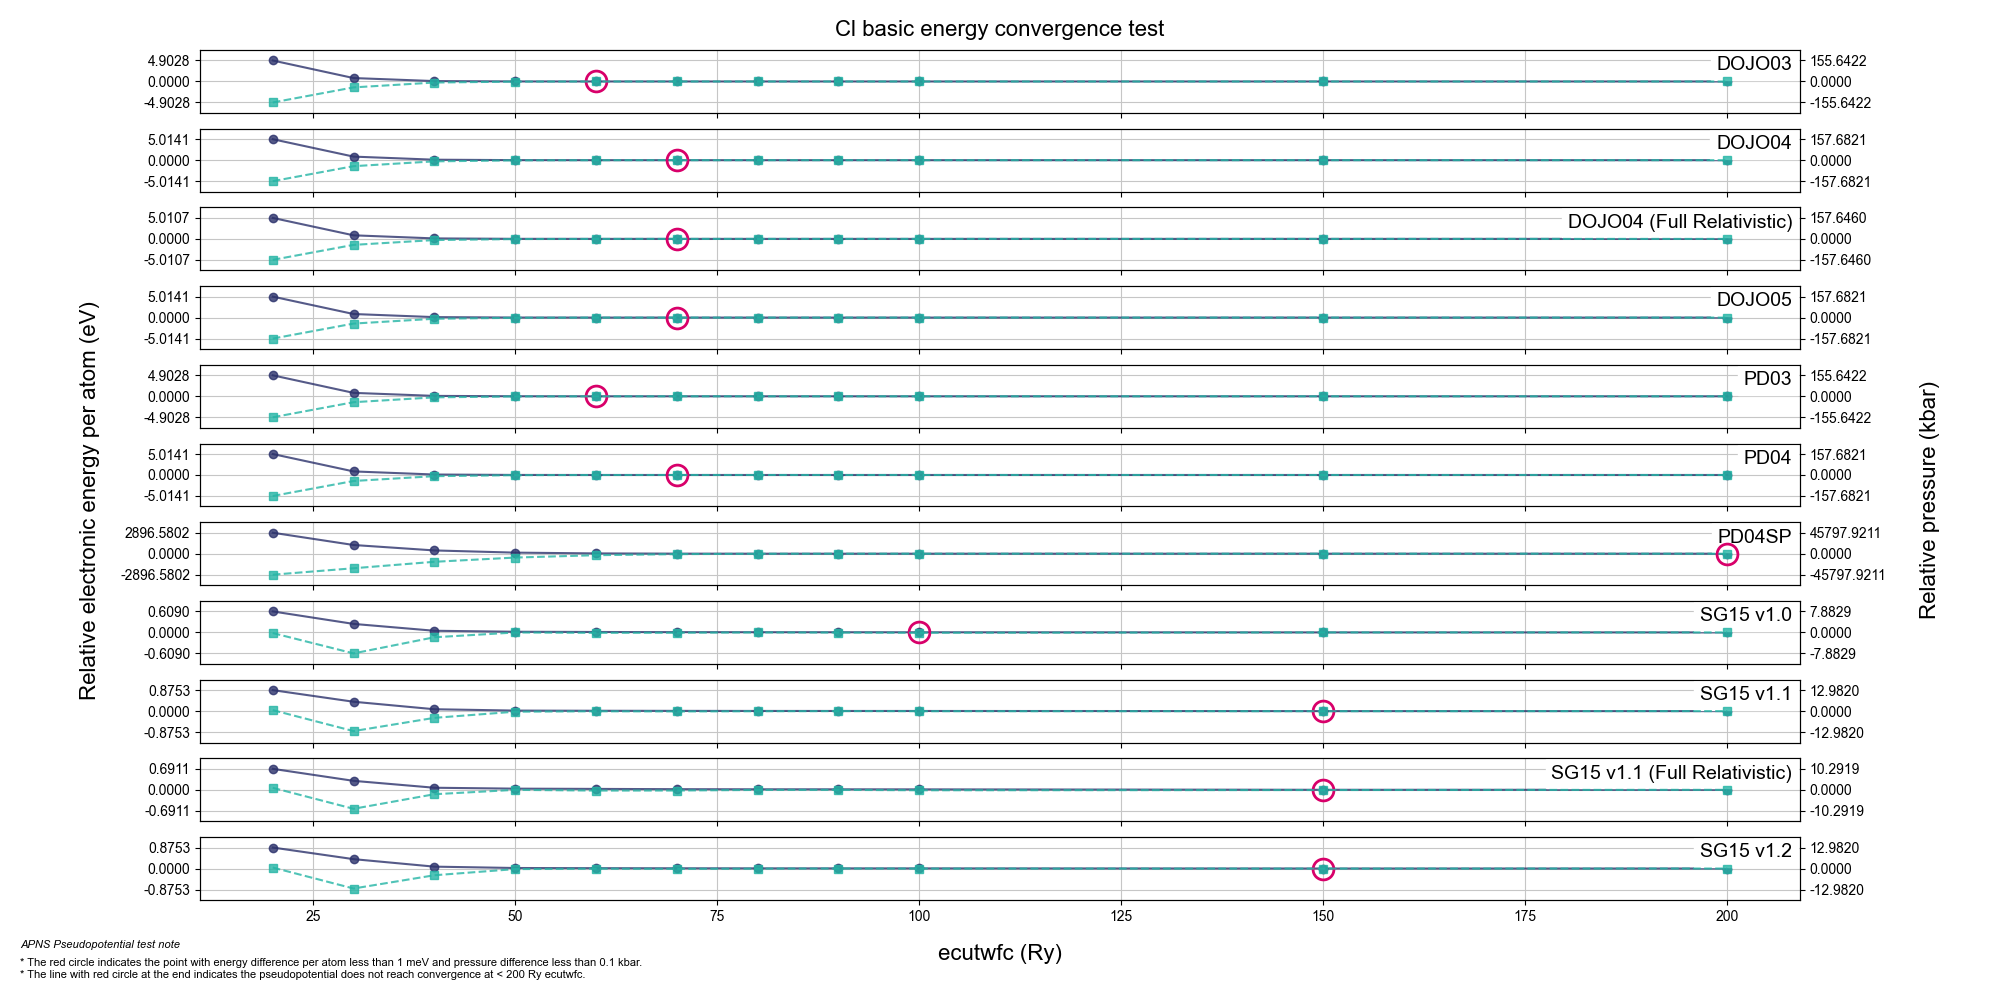 Cl basic energy convergence test
4.9028 DOJO03 155.6422
0.0000 0.0000
-4.9028 -155.6422
5.0141 DOJO04 157.6821
0.0000 0.0000
-5.0141 -157.6821
5.0107 DOJO04 (Full Relativistic) 157.6460
0.0000 0.0000
-5.0107 -157.6460
5.0141 DOJO05 157.6821
0.0000 0.0000
-5.0141 -157.6821
4.9028 PD03 155.6422
0.0000 0.0000
-4.9028 -155.6422
5.0141 PD04 157.6821
0.0000 0.0000
-5.0141 -157.6821
2896.5802 PD04SP 45797.9211
0.0000 0.0000
-2896.5802 -45797.9211
0.6090 SG15 v1.0 7.8829
0.0000 0.0000
-0.6090 -7.8829
0.8753 SG15 v1.1 12.9820
0.0000 0.0000
-0.8753 -12.9820
0.6911 SG15 v1.1 (Full Relativistic) 10.2919
0.0000 0.0000
-0.6911 -10.2919
0.8753 SG15 v1.2 12.9820
0.0000 0.0000
-0.8753 -12.9820
25 50 75 100 125 150 175 200
Relative electronic energy per atom (eV)
Relative pressure (kbar)
ecutwfc (Ry)
APNS Pseudopotential test note
* The red circle indicates the point with energy difference per atom less than 1 meV and pressure difference less than 0.1 kbar.
* The line with red circle at the end indicates the pseudopotential does not reach convergence at < 200 Ry ecutwfc.